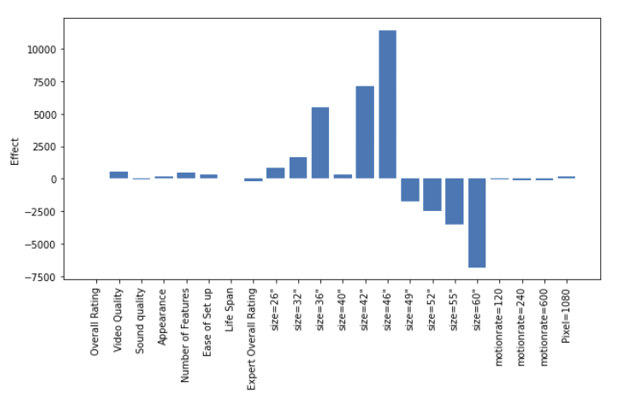 10000
7500
5000
2500
0
−2500
−5000
−7500
Effect
Overall Rating
Video Quality
Sound quality
Appearance
Number of Features
Ease of Set up
Life Span
Expert Overall Rating
size=26"
size=32"
size=36"
size=40"
size=42"
size=46"
size=49"
size=52"
size=55"
size=60"
motionrate=120
motionrate=240
motionrate=600
Pixel=1080